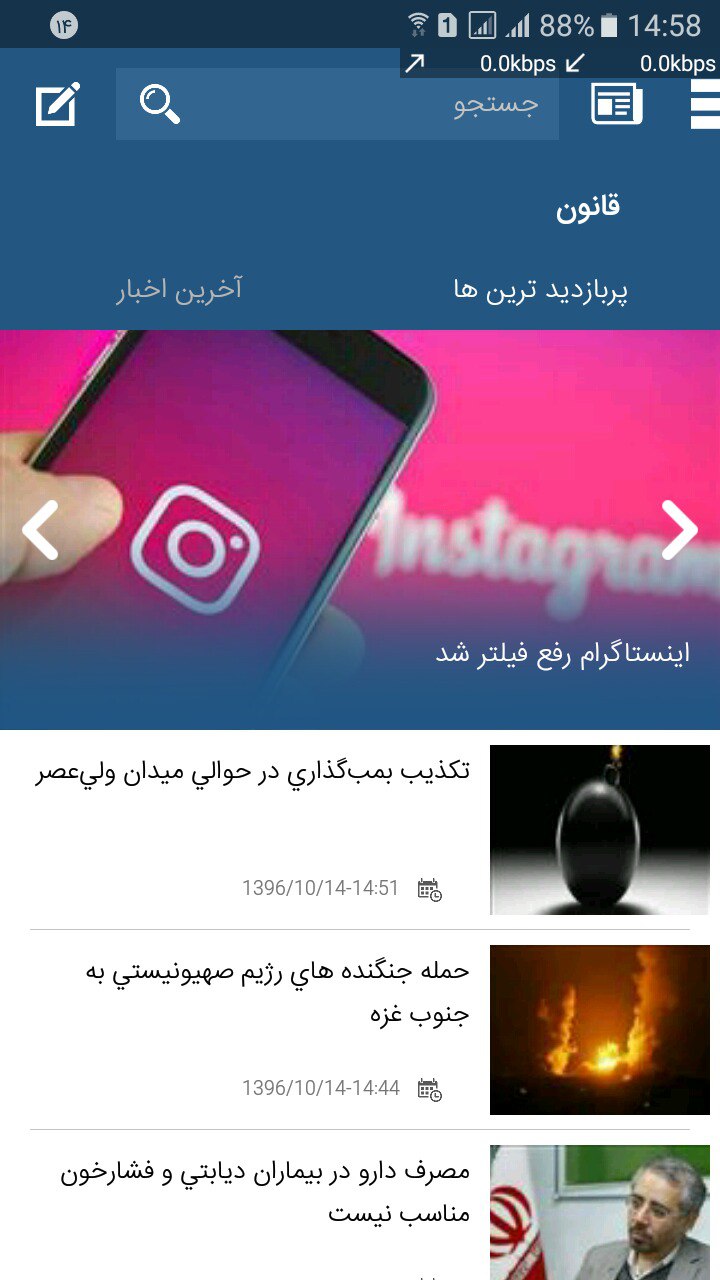 ۱۴
1
88%
14:58
0.0kbps
0.0kbps
جستجو
قانون
پربازدید ترین ها
آخرین اخبار
Instagram
اینستاگرام رفع فیلتر شد
تكذيب بمب‌گذاري در حوالي ميدان ولي‌عصر
1396/10/14-14:51
حمله جنگنده هاي رژيم صهيونيستي به
جنوب غزه
1396/10/14-14:44
مصرف دارو در بيماران ديابتي و فشارخون
مناسب نيست